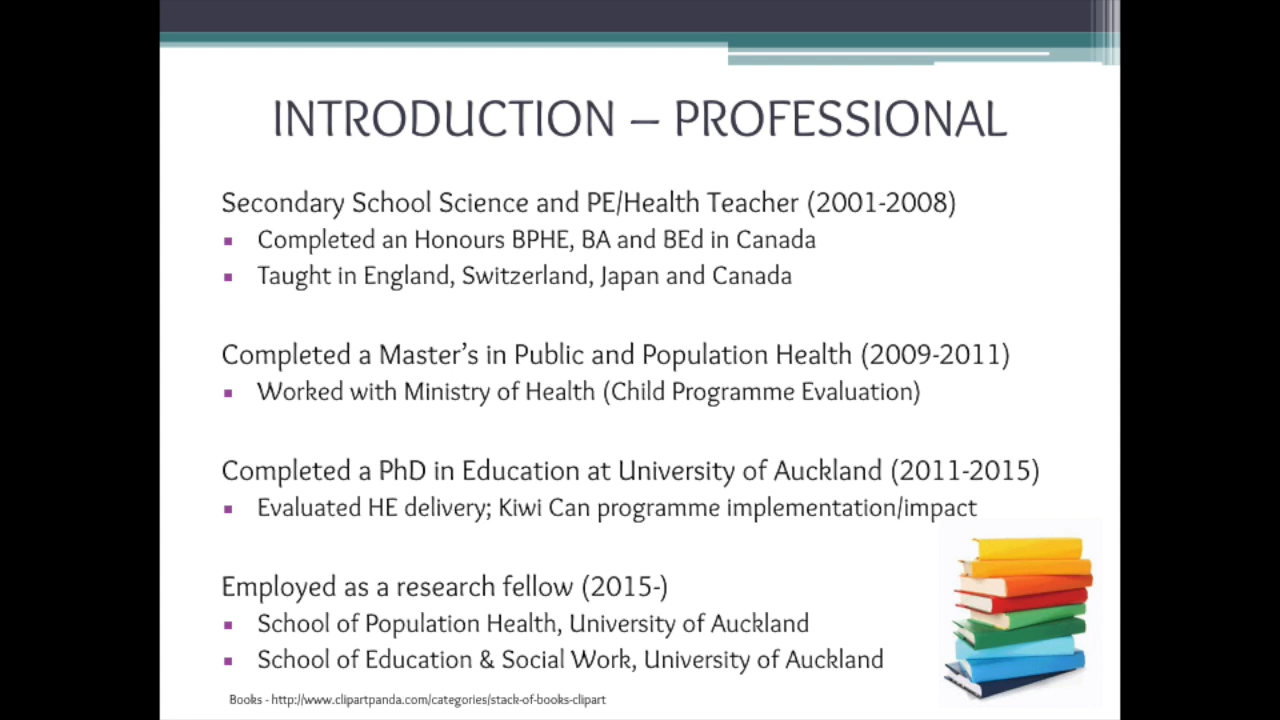 INTRODUCTION – PROFESSIONAL
Secondary School Science and PE/Health Teacher (2001-2008)
▪ Completed an Honours BPHE, BA and BEd in Canada
▪ Taught in England, Switzerland, Japan and Canada
Completed a Master’s in Public and Population Health (2009-2011)
▪ Worked with Ministry of Health (Child Programme Evaluation)
Completed a PhD in Education at University of Auckland (2011-2015)
▪ Evaluated HE delivery; Kiwi Can programme implementation/impact
Employed as a research fellow (2015-)
▪ School of Population Health, University of Auckland
▪ School of Education & Social Work, University of Auckland
Books - http://www.clipartpanda.com/categories/stack-of-books-clipart